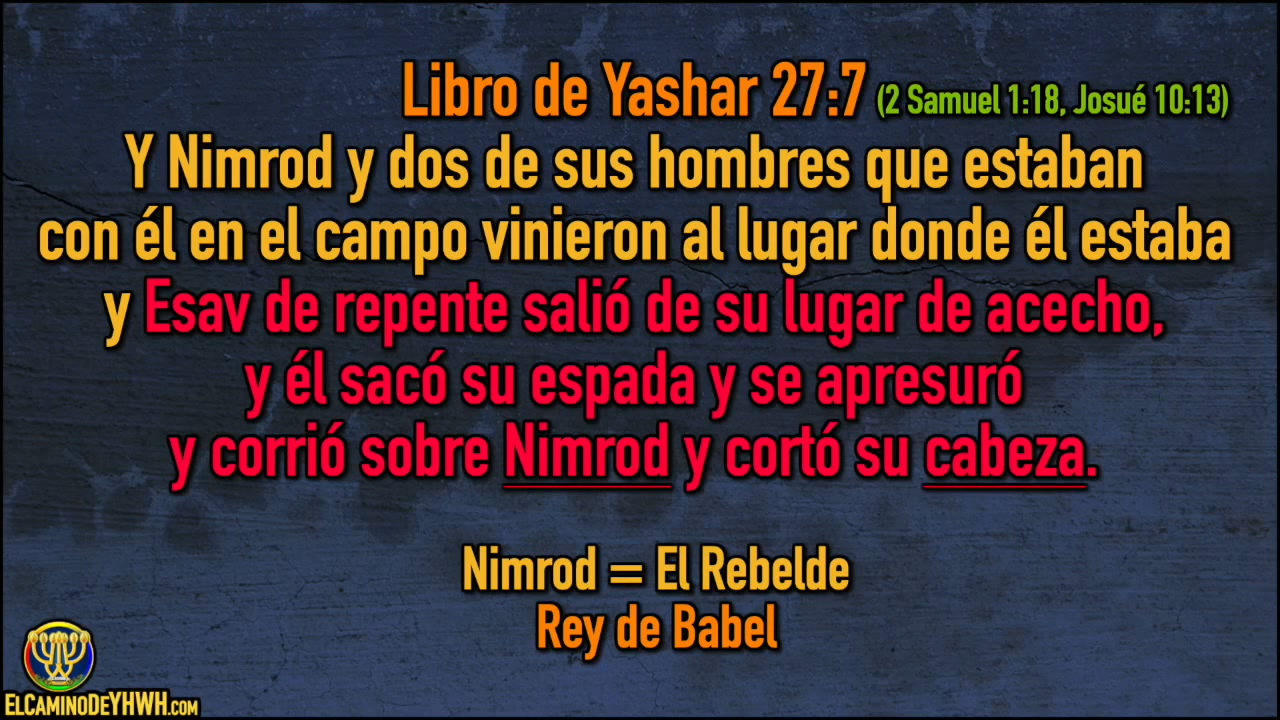 Libro de Yashar 27:7 (2 Samuel 1:18, Josué 10:13)
Y Nimrod y dos de sus hombres que estaban
con él en el campo vinieron al lugar donde él estaba
y Esav de repente salió de su lugar de acecho,
y él sacó su espada y se apresuró
y corrió sobre Nimrod y cortó su cabeza.
Nimrod = El Rebelde
Rey de Babel
ELCAMINODEYHWH.COM